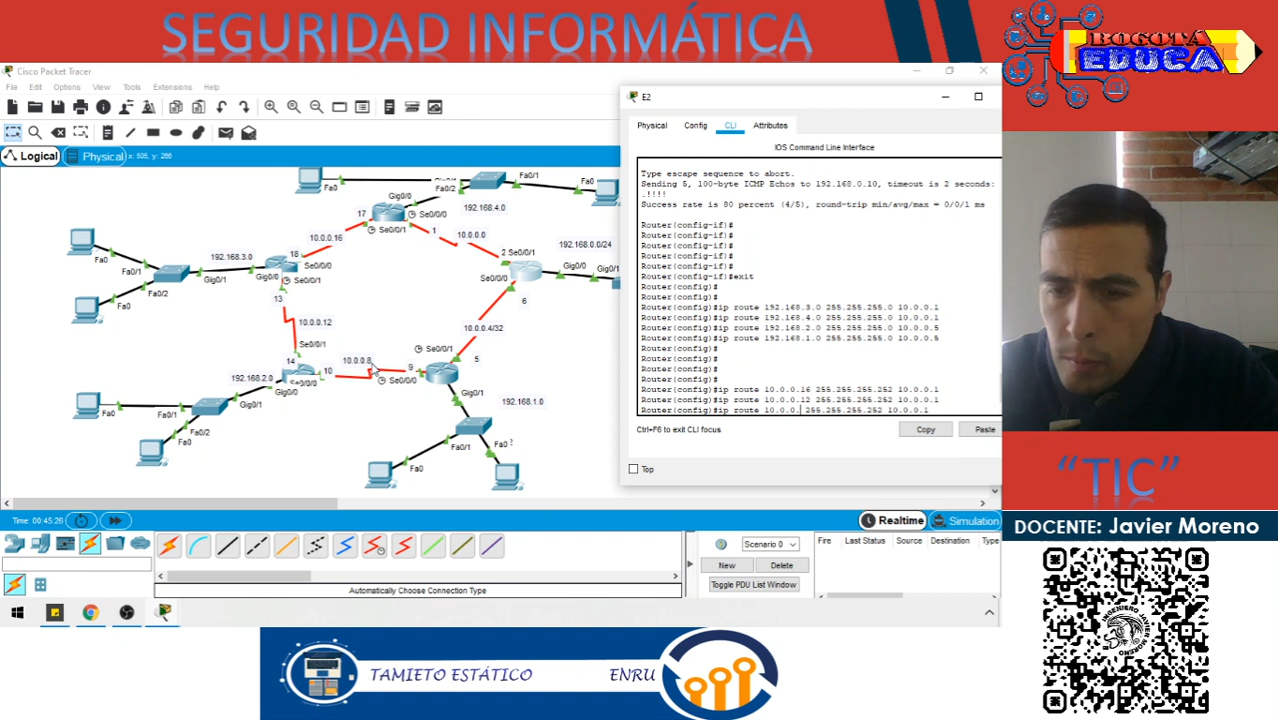 SEGURIDAD INFORMÁTICA
BOGOTÁ
EDUCA
Cisco Packet Tracer
File Edit Options View Tools Extensions Help
Logical Physical x: 505, y: 266
E2
Physical Config CLI Attributes
IOS Command Line Interface
Type escape sequence to abort.
Sending 5, 100-byte ICMP Echos to 192.168.0.10, timeout is 2 seconds:
.!!!!
Success rate is 80 percent (4/5), round-trip min/avg/max = 0/0/1 ms
Router(config-if)#
Router(config-if)#
Router(config-if)#
Router(config-if)#
Router(config-if)#
Router(config-if)#exit
Router(config)#
Router(config)#
Router(config)#ip route 192.168.3.0 255.255.255.0 10.0.0.1
Router(config)#ip route 192.168.4.0 255.255.255.0 10.0.0.1
Router(config)#ip route 192.168.2.0 255.255.255.0 10.0.0.5
Router(config)#ip route 192.168.1.0 255.255.255.0 10.0.0.5
Router(config)#
Router(config)#
Router(config)#
Router(config)#
Router(config)#ip route 10.0.0.16 255.255.255.252 10.0.0.1
Router(config)#ip route 10.0.0.12 255.255.255.252 10.0.0.1
Router(config)#ip route 10.0.0. 255.255.255.252 10.0.0.1
Ctrl+F6 to exit CLI focus
Copy Paste
Top
Fa0
Fa0/2
Fa0/1
Fa0
Gig0/0
192.168.4.0
17
Se0/0/0
Se0/0/1
1
10.0.0.0
10.0.0.16
192.168.0.0/24
2 Se0/0/1
Gig0/0
Gig0/1
Se0/0/0
6
192.168.3.0
18
Fa0
Fa0/1
Gig0/1
Gig0/0
Se0/0/0
Se0/0/1
Fa0/2
Fa0
13
10.0.0.12
10.0.0.4/32
Se0/0/1
14
10.0.0.8
Se0/0/1
5
192.168.2.0
10
9
Se0/0/0
Se0/0/0
Gig0/0
Gig0/1
Fa0
Fa0/1
Gig0/1
192.168.1.0
Fa0/2
Fa0
Fa0/1
Fa0
Fa0
Time: 00:45:26
Realtime Simulation
Scenario 0
New Delete
Toggle PDU List Window
Fire Last Status Source Destination Type
Automatically Choose Connection Type
"TIC"
DOCENTE: Javier Moreno
INGENIERO JAVIER MORENO
TAMIETO ESTÁTICO ENRU